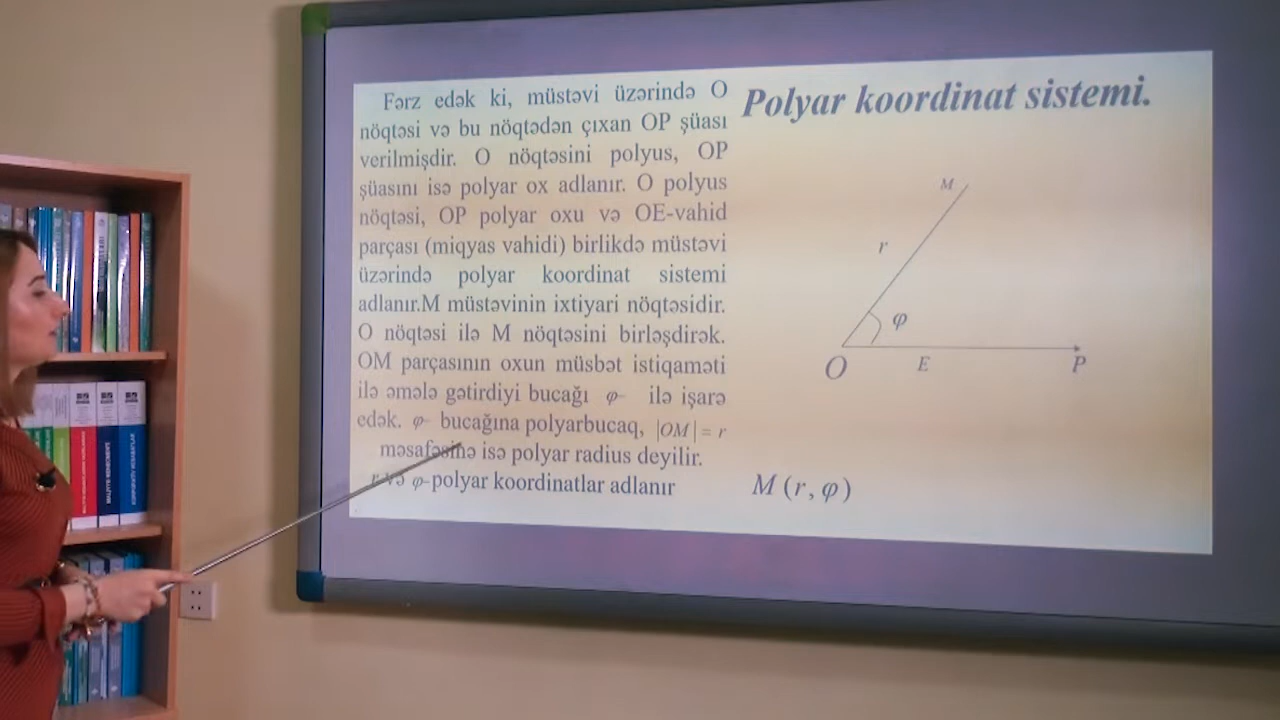 Polyar koordinat sistemi.
Fərz edək ki, müstəvi üzərində O
nöqtəsi və bu nöqtədən çıxan OP şüası
verilmişdir. O nöqtəsini polyus, OP
şüasını isə polyar ox adlanır. O polyus
nöqtəsi, OP polyar oxu və OE-vahid
parçası (miqyas vahidi) birlikdə müstəvi
üzərində polyar koordinat sistemi
adlanır.M müstəvinin ixtiyari nöqtəsidir.
O nöqtəsi ilə M nöqtəsini birləşdirək.
OM parçasının oxun müsbət istiqaməti
ilə əmələ gətirdiyi bucağı φ- ilə işarə
edək. φ- bucağına polyarbucaq, |OM| = r
məsafəsinə isə polyar radius deyilir.
r və φ-polyar koordinatlar adlanır
M
r
φ
O E P
M (r, φ)